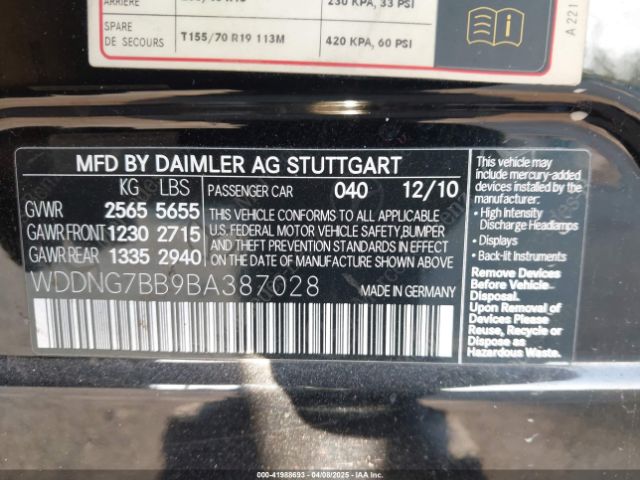 ARRIÈRE
230 KPA, 33 PSI
SPARE
DE SECOURS
T155/70 R19 113M
420 KPA, 60 PSI
A 221
MFD BY DAIMLER AG STUTTGART
KG LBS
GVWR 2565 5655
GAWR FRONT 1230 2715
GAWR REAR 1335 2940
PASSENGER CAR 040 12/10
THIS VEHICLE CONFORMS TO ALL APPLICABLE
U.S. FEDERAL MOTOR VEHICLE SAFETY, BUMPER
AND THEFT PREVENTION STANDARDS IN EFFECT
ON THE DATE OF MANUFACTURE SHOWN ABOVE.
WDDNG7BB9BA387028
MADE IN GERMANY
This vehicle may
contain mercury-added
devices installed by the
manufacturer:
- High Intensity
Discharge Headlamps
- Displays
- Back-lit Instruments
Remove Devices
Before Vehicle
Disposal.
Upon Removal of
Devices Please
Reuse, Recycle or
Dispose as
Hazardous Waste.
000-41988693 04/08/2025 IAAI.COM